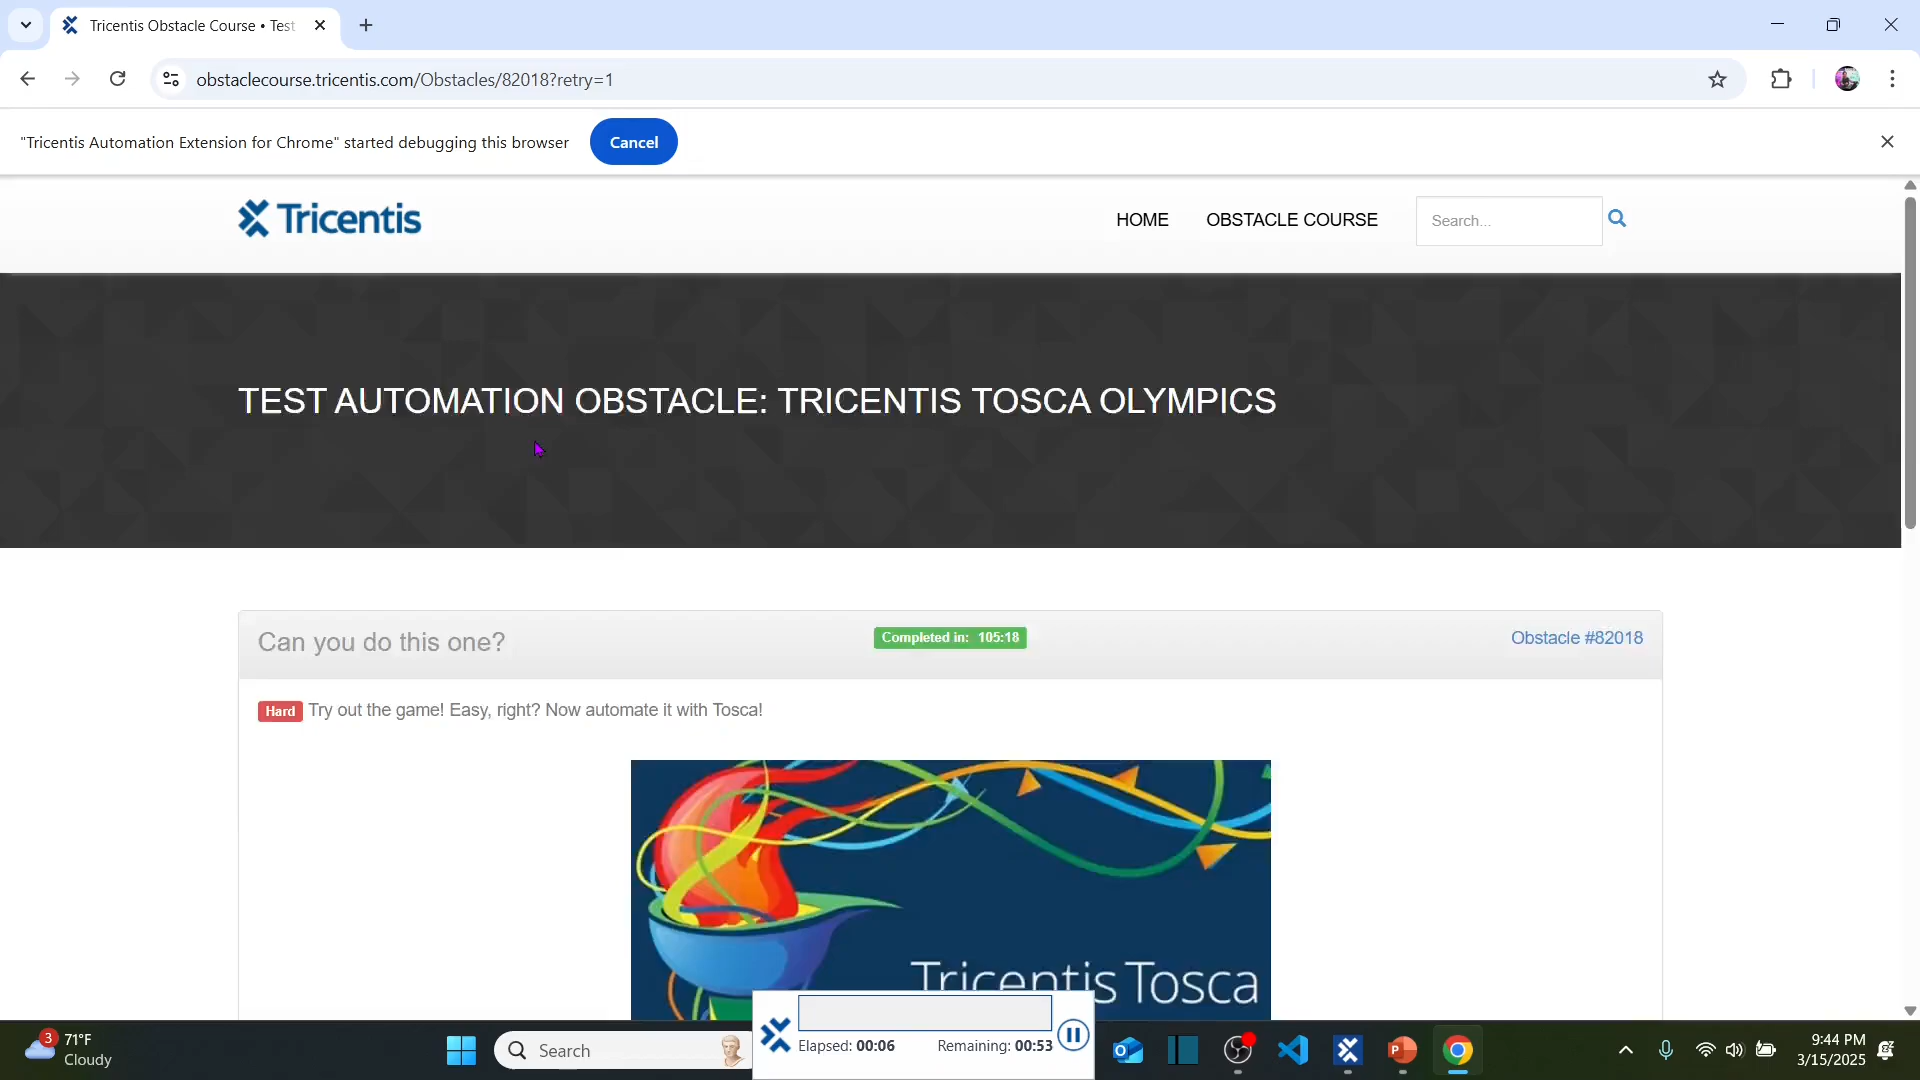 Tricentis Obstacle Course • Test
obstaclecourse.tricentis.com/Obstacles/82018?retry=1
"Tricentis Automation Extension for Chrome" started debugging this browser
Cancel
Tricentis
HOME
OBSTACLE COURSE
Search...
TEST AUTOMATION OBSTACLE: TRICENTIS TOSCA OLYMPICS
Can you do this one?
Completed in: 105:18
Obstacle #82018
Hard Try out the game! Easy, right? Now automate it with Tosca!
Tricentis Tosca
Elapsed: 00:06
Remaining: 00:53
3
71°F
Cloudy
Search
9:44 PM
3/15/2025